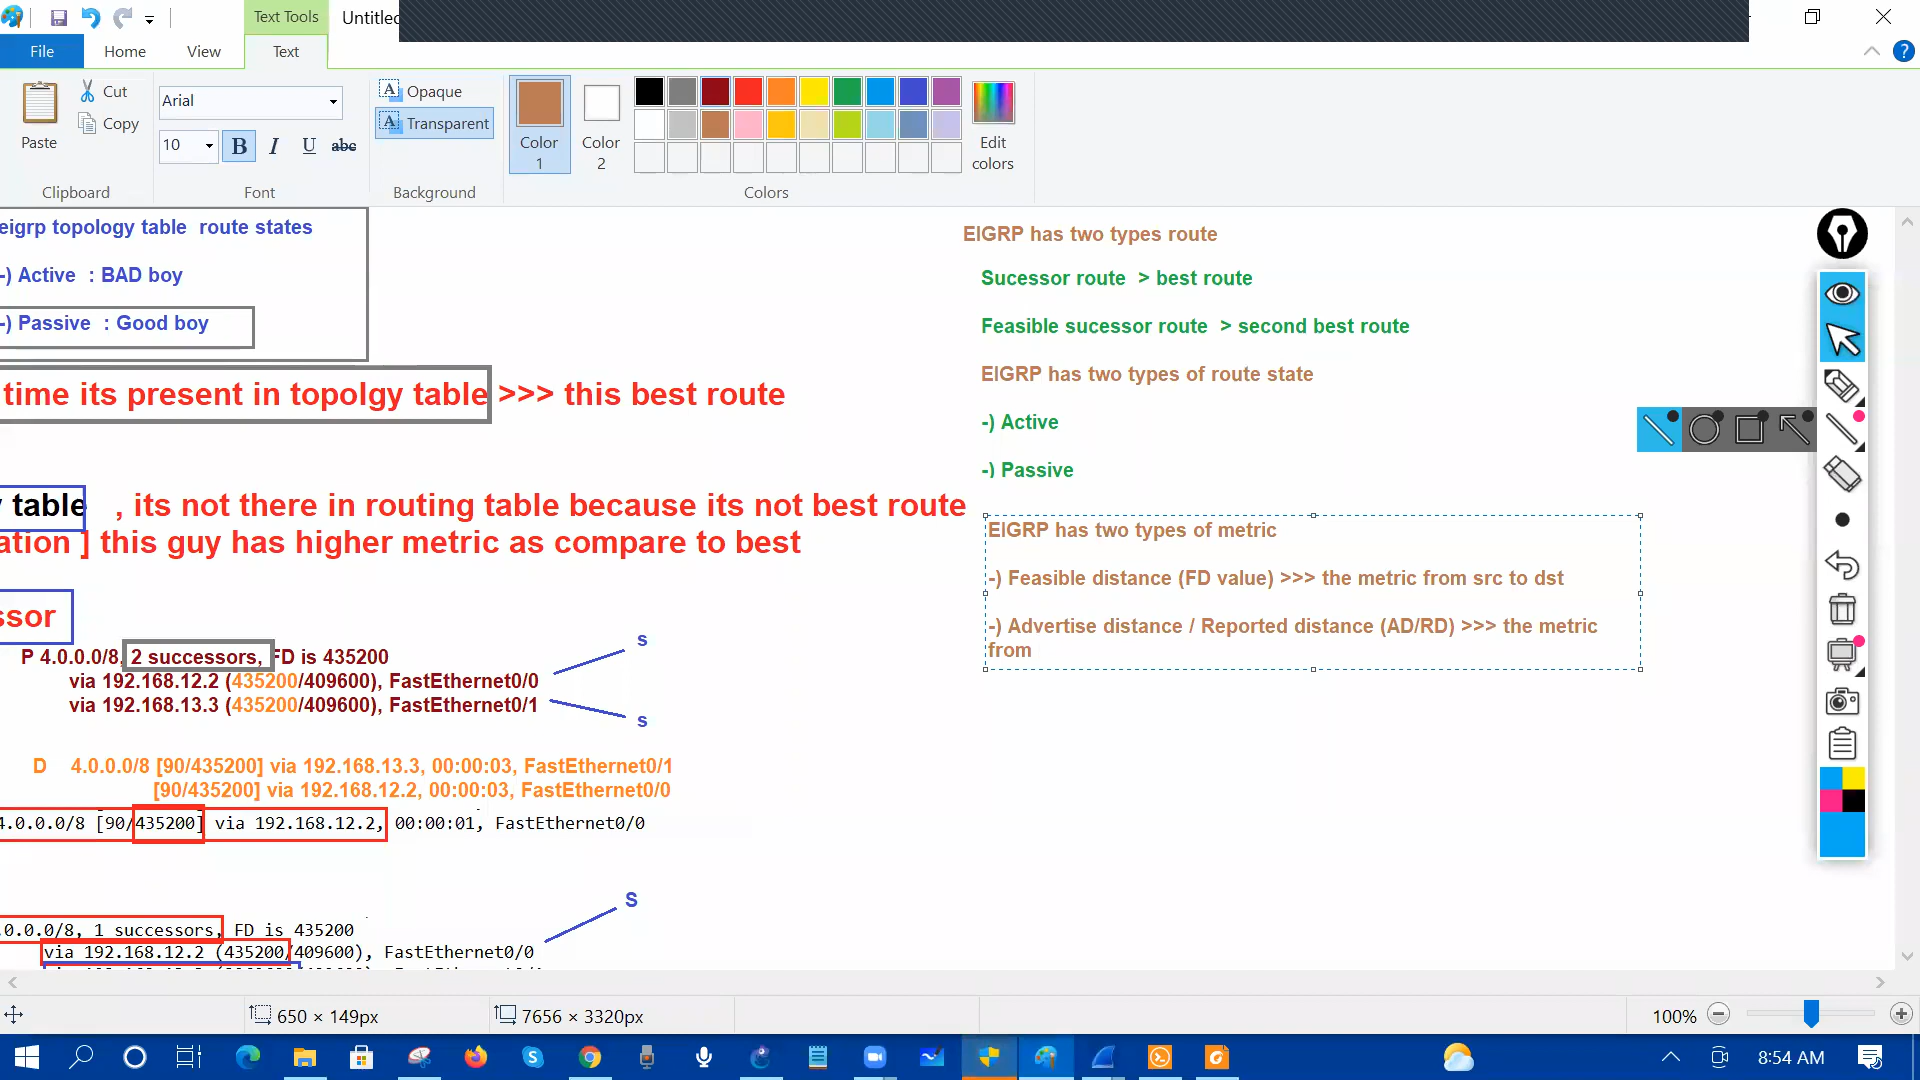 Text Tools
Untitled
File
Home
View
Text
?
Paste
Cut
Copy
Clipboard
Arial
10
B
I
U
abc
Font
A Opaque
A Transparent
Background
Color 1
Color 2
Edit colors
Colors
eigrp topology table  route states
-) Active  : BAD boy
-) Passive  : Good boy
time its present in topolgy table >>> this best route
table  , its not there in routing table because its not best route
ation ] this guy has higher metric as compare to best
ssor
s
P 4.0.0.0/8, 2 successors, FD is 435200
via 192.168.12.2 (435200/409600), FastEthernet0/0
via 192.168.13.3 (435200/409600), FastEthernet0/1
s
D 4.0.0.0/8 [90/435200] via 192.168.13.3, 00:00:03, FastEthernet0/1
[90/435200] via 192.168.12.2, 00:00:03, FastEthernet0/0
4.0.0.0/8 [90/435200] via 192.168.12.2, 00:00:01, FastEthernet0/0
S
.0.0.0/8, 1 successors, FD is 435200
via 192.168.12.2 (435200/409600), FastEthernet0/0
EIGRP has two types route
Sucessor route  > best route
Feasible sucessor route  > second best route
EIGRP has two types of route state
-) Active
-) Passive
EIGRP has two types of metric
-) Feasible distance (FD value) >>> the metric from src to dst
-) Advertise distance / Reported distance (AD/RD) >>> the metric
from
650 × 149px
7656 × 3320px
100%
8:54 AM